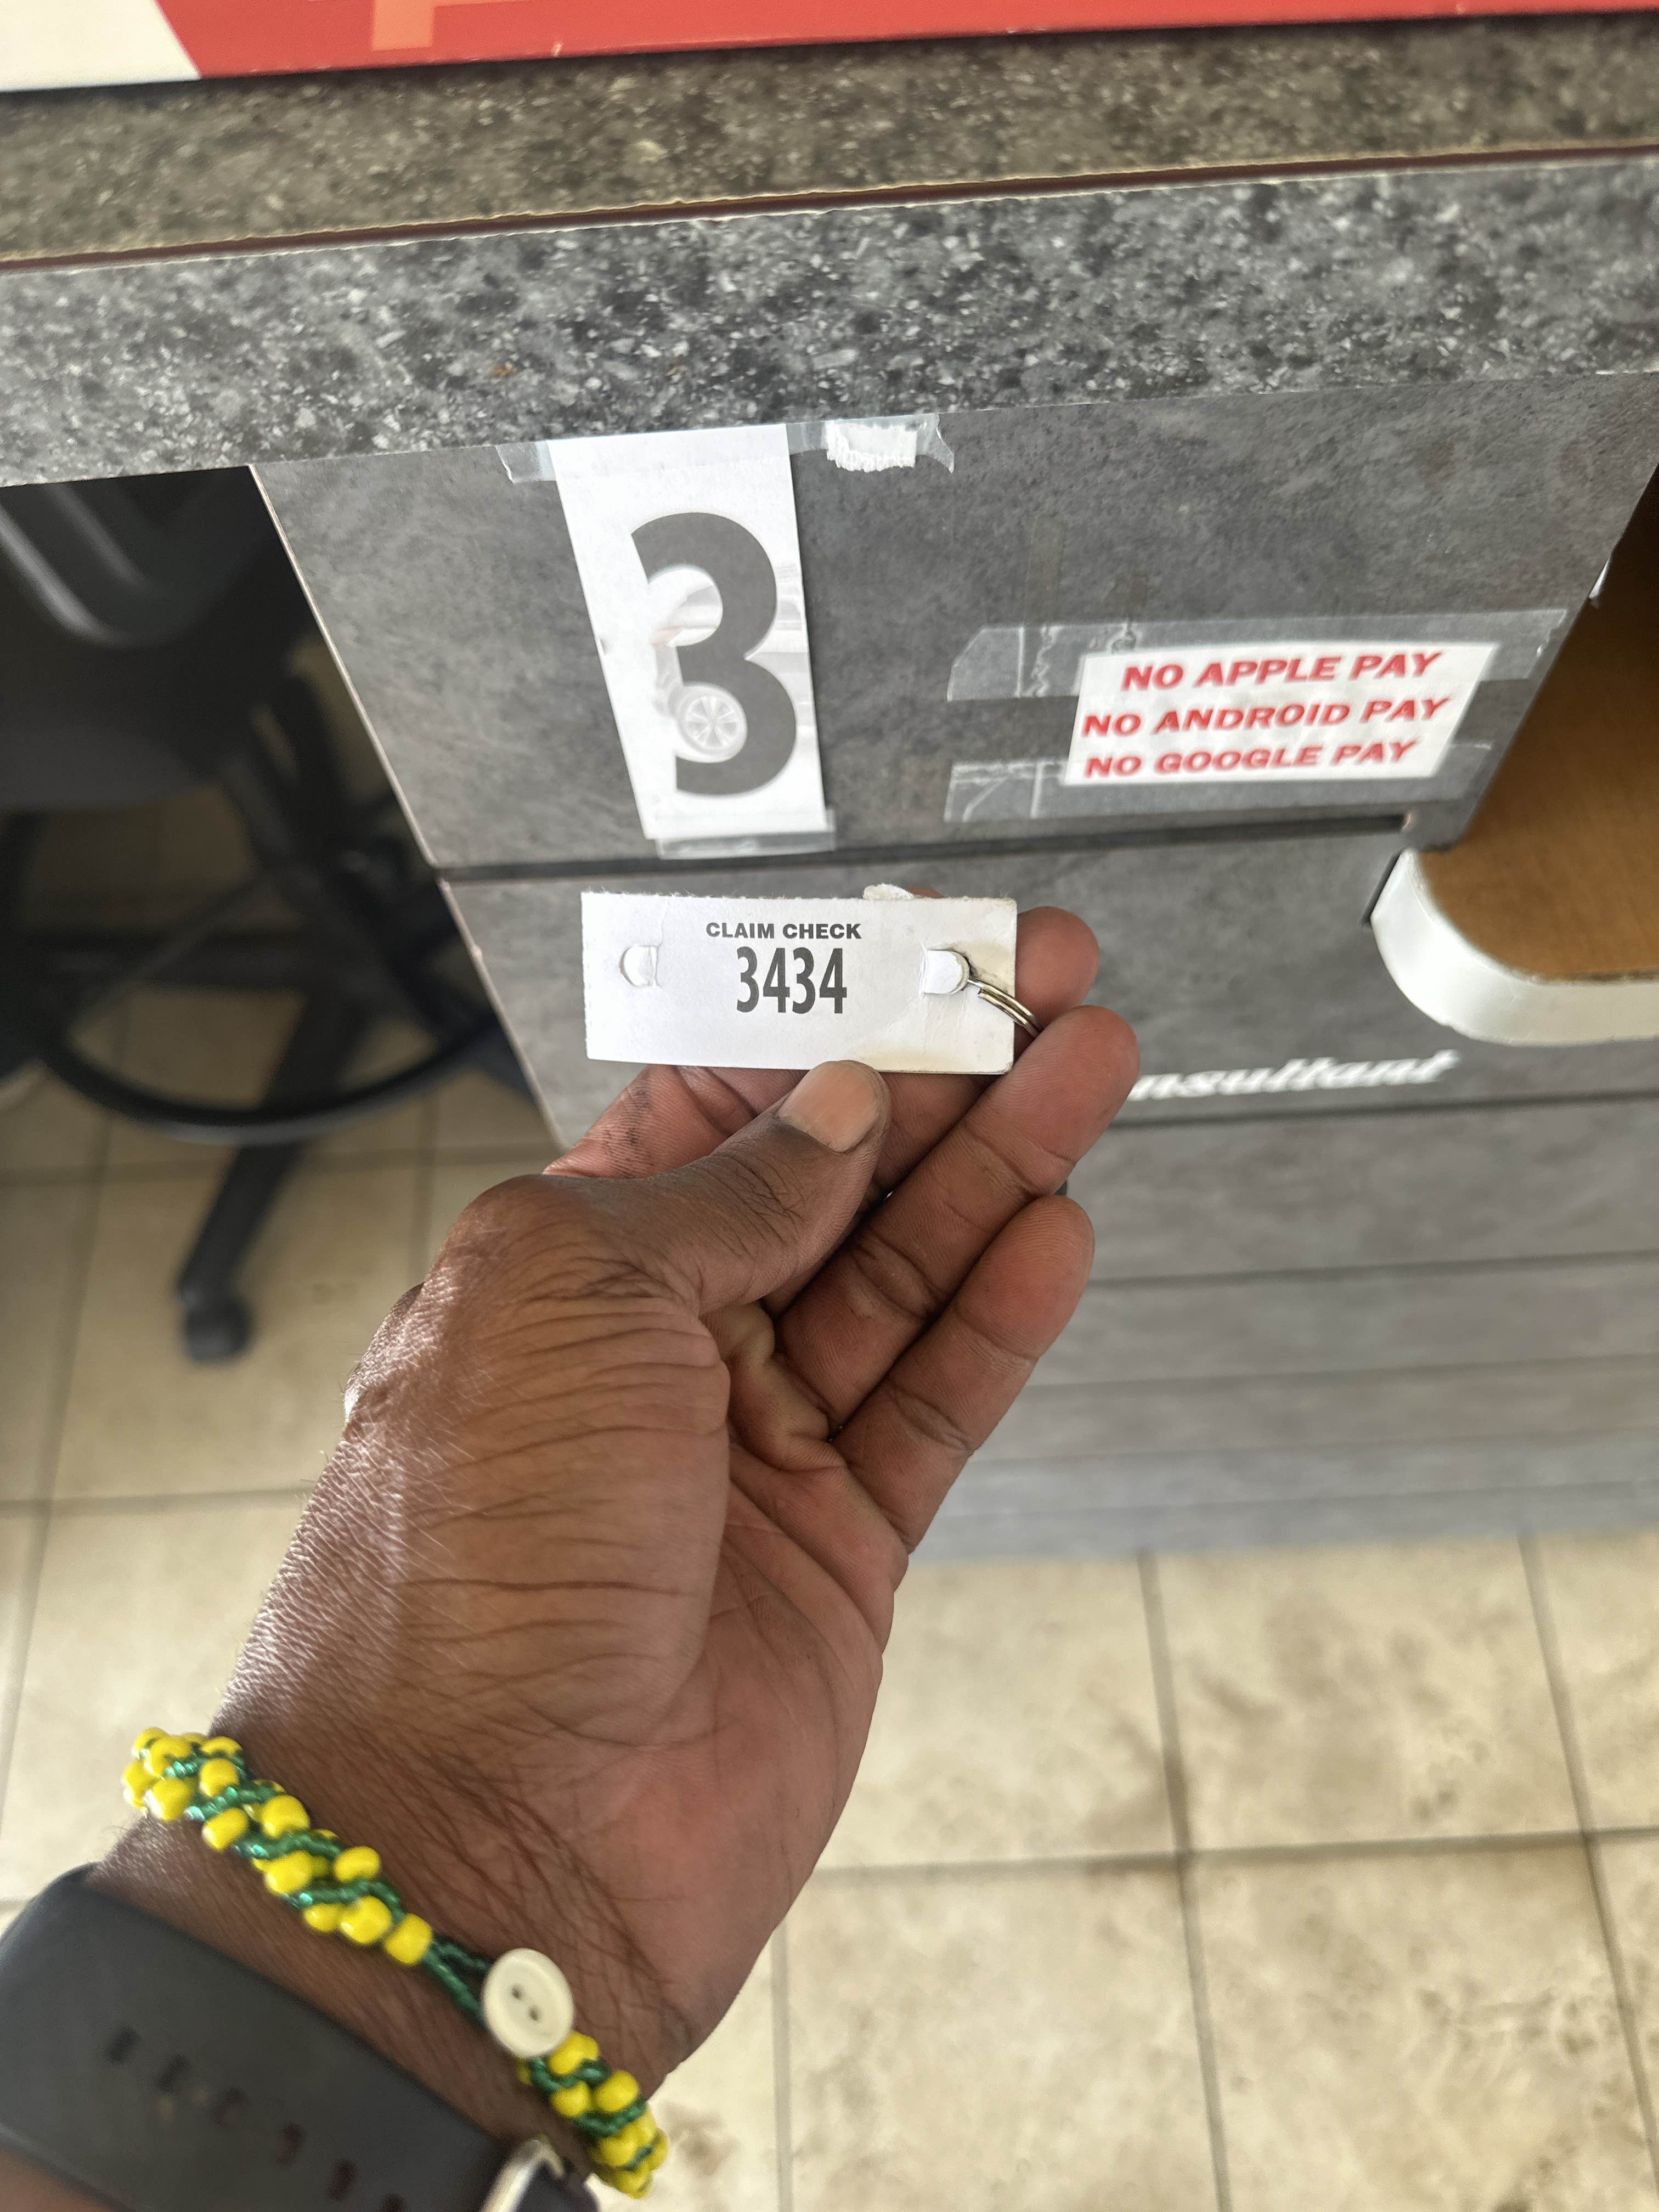 3
NO APPLE PAY
NO ANDROID PAY
NO GOOGLE PAY
CLAIM CHECK
3434